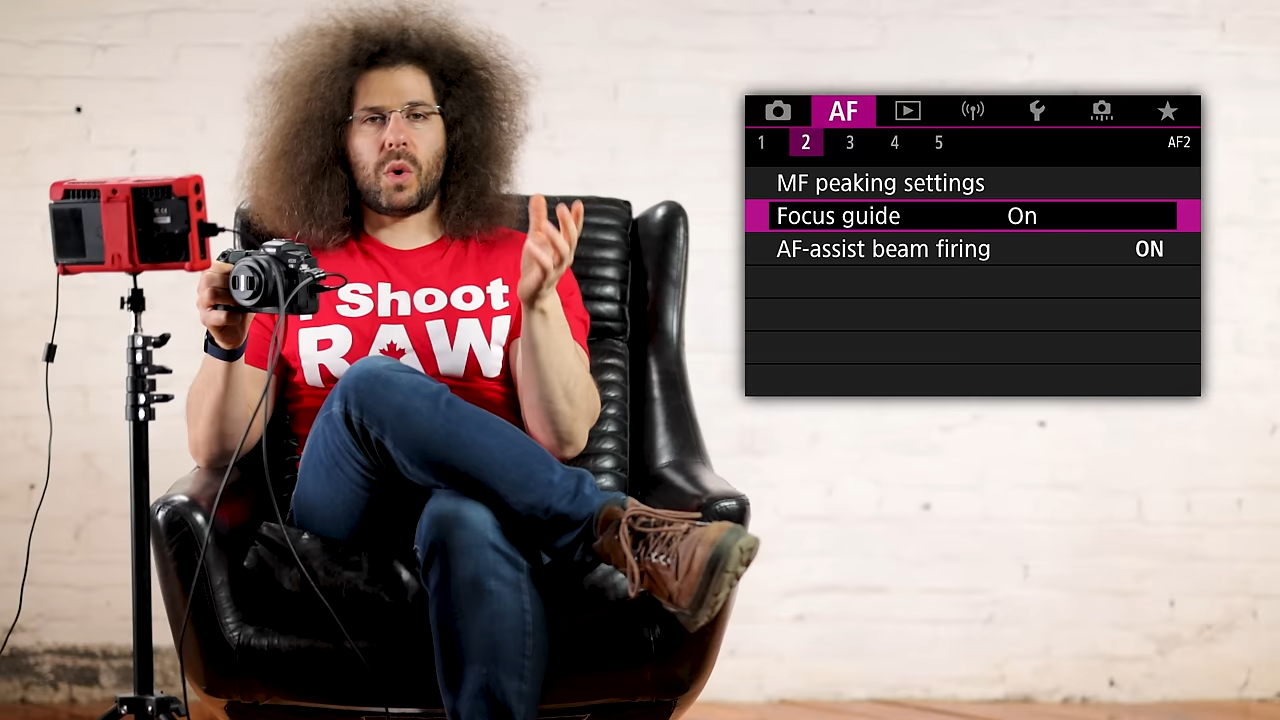 I Shoot
RAW
AF
1 2 3 4 5 AF2
MF peaking settings
Focus guide On
AF-assist beam firing ON